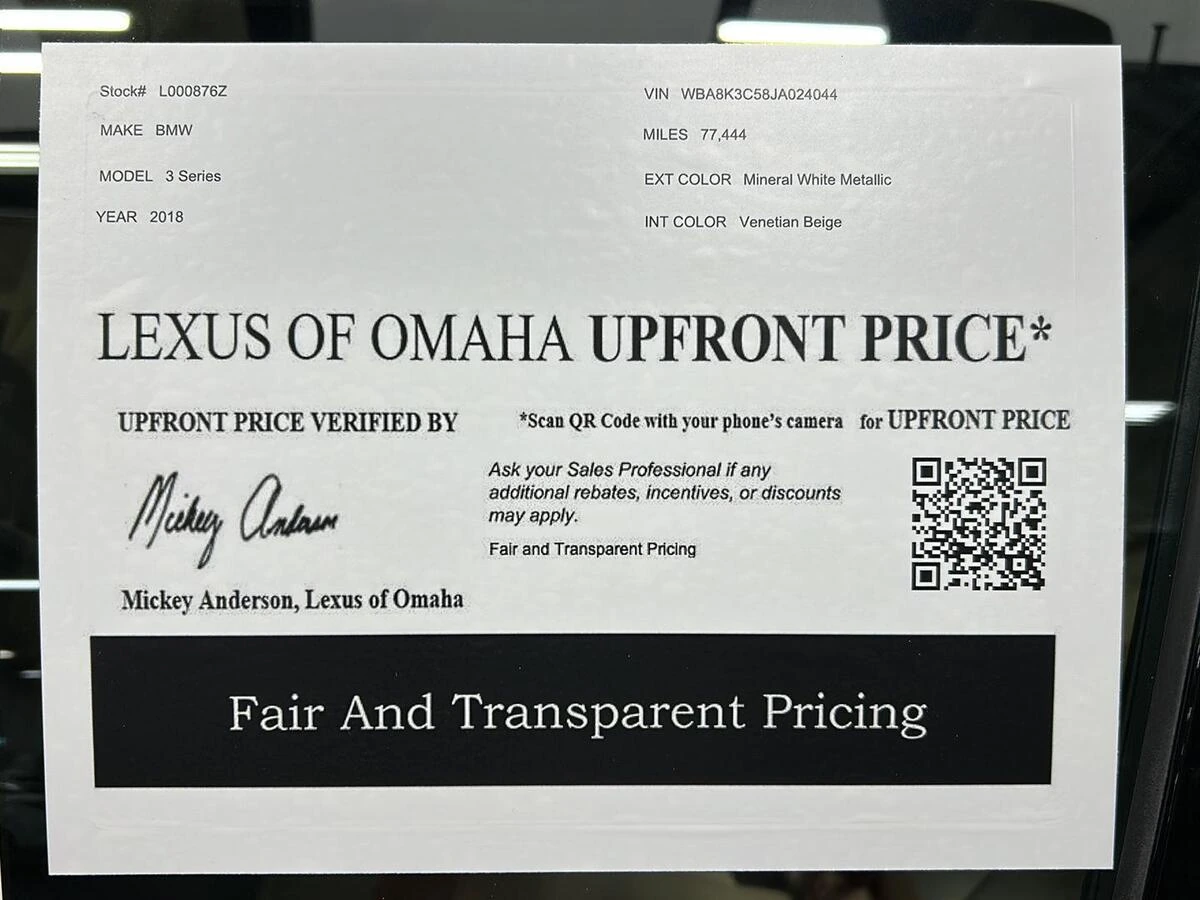 Stock# L000876Z
VIN WBA8K3C58JA024044
MAKE BMW
MILES 77,444
MODEL 3 Series
EXT COLOR Mineral White Metallic
YEAR 2018
INT COLOR Venetian Beige
LEXUS OF OMAHA UPFRONT PRICE*
UPFRONT PRICE VERIFIED BY
*Scan QR Code with your phone's camera for UPFRONT PRICE
Mickey Anderson
Ask your Sales Professional if any
additional rebates, incentives, or discounts
may apply.
Fair and Transparent Pricing
Mickey Anderson, Lexus of Omaha
Fair And Transparent Pricing